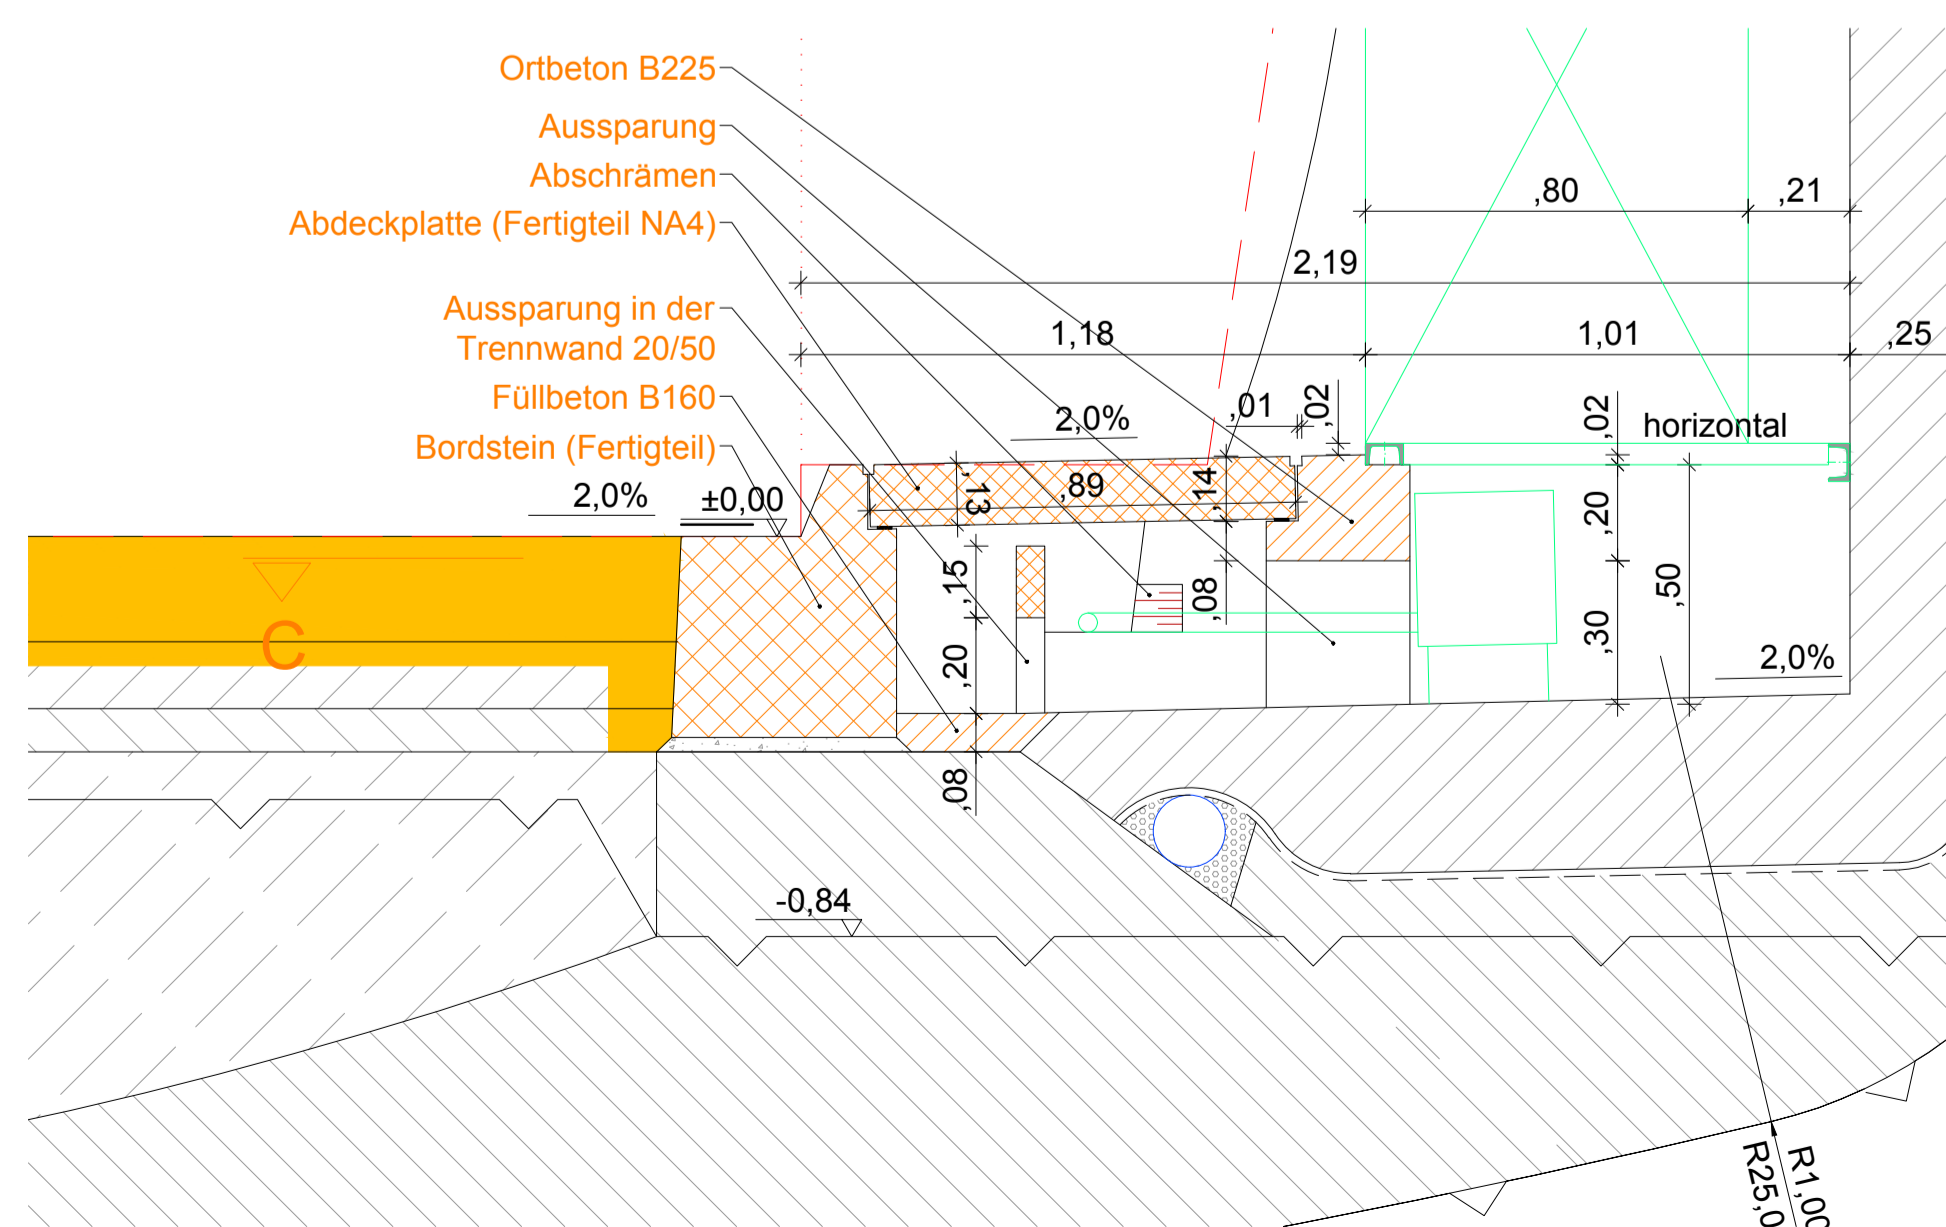 Ortbeton B225
Aussparung
Abschrämen
Abdeckplatte (Fertigteil NA4)
Aussparung in der
Trennwand 20/50
Füllbeton B160
Bordstein (Fertigteil)
,80
,21
2,19
1,18
1,01
,25
2,0%
,01
,02
,02
horizontal
2,0%
±0,00
,13
,89
,14
,20
,15
,08
,50
,30
C
,20
2,0%
,08
-0,84
R1,00
R25,0